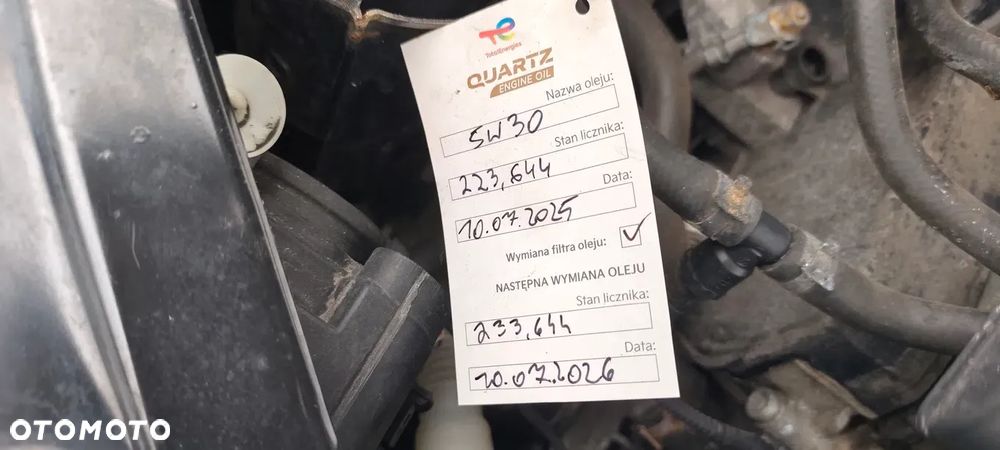 TotalEnergies
QUARTZ
ENGINE OIL
Nazwa oleju:
5W30
Stan licznika:
223,644
Data:
10.07.2025
Wymiana filtra oleju: ✓
NASTĘPNA WYMIANA OLEJU
Stan licznika:
233,644
Data:
10.07.2026
OTOMOTO